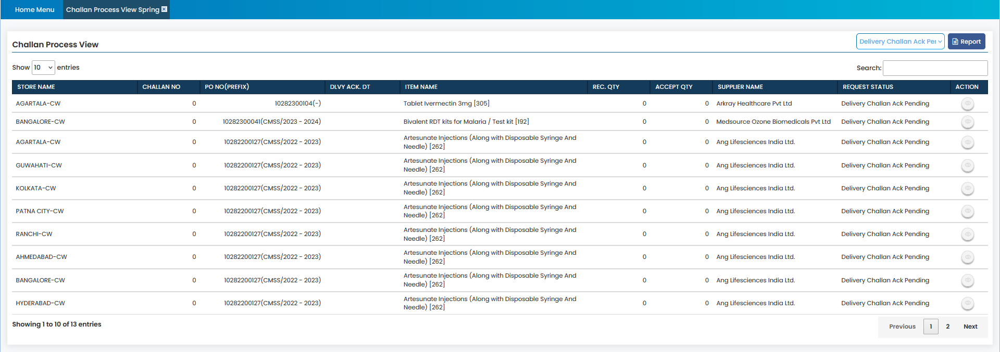 Home Menu Challan Process View Spring
Challan Process View Delivery Challan Ack Per Report
Show 10 entries Search:
STORE NAME CHALLAN NO PO NO(PREFIX) DLVY ACK. DT ITEM NAME REC. QTY ACCEPT QTY SUPPLIER NAME REQUEST STATUS ACTION
AGARTALA-CW 0 10282300104(-) Tablet Ivermectin 3mg [305] 0 0 Arkray Healthcare Pvt Ltd Delivery Challan Ack Pending
BANGALORE-CW 0 10282300041(CMSS/2023 - 2024) Bivalent RDT kits for Malaria / Test kit [192] 0 0 Medsource Ozone Biomedicals Pvt Ltd Delivery Challan Ack Pending
AGARTALA-CW 0 10282200127(CMSS/2022 - 2023) Artesunate Injections (Along with Disposable Syringe And
Needle) [262] 0 0 Ang Lifesciences India Ltd. Delivery Challan Ack Pending
GUWAHATI-CW 0 10282200127(CMSS/2022 - 2023) Artesunate Injections (Along with Disposable Syringe And
Needle) [262] 0 0 Ang Lifesciences India Ltd. Delivery Challan Ack Pending
KOLKATA-CW 0 10282200127(CMSS/2022 - 2023) Artesunate Injections (Along with Disposable Syringe And
Needle) [262] 0 0 Ang Lifesciences India Ltd. Delivery Challan Ack Pending
PATNA CITY-CW 0 10282200127(CMSS/2022 - 2023) Artesunate Injections (Along with Disposable Syringe And
Needle) [262] 0 0 Ang Lifesciences India Ltd. Delivery Challan Ack Pending
RANCHI-CW 0 10282200127(CMSS/2022 - 2023) Artesunate Injections (Along with Disposable Syringe And
Needle) [262] 0 0 Ang Lifesciences India Ltd. Delivery Challan Ack Pending
AHMEDABAD-CW 0 10282200127(CMSS/2022 - 2023) Artesunate Injections (Along with Disposable Syringe And
Needle) [262] 0 0 Ang Lifesciences India Ltd. Delivery Challan Ack Pending
BANGALORE-CW 0 10282200127(CMSS/2022 - 2023) Artesunate Injections (Along with Disposable Syringe And
Needle) [262] 0 0 Ang Lifesciences India Ltd. Delivery Challan Ack Pending
HYDERABAD-CW 0 10282200127(CMSS/2022 - 2023) Artesunate Injections (Along with Disposable Syringe And
Needle) [262] 0 0 Ang Lifesciences India Ltd. Delivery Challan Ack Pending
Showing 1 to 10 of 13 entries Previous 1 2 Next